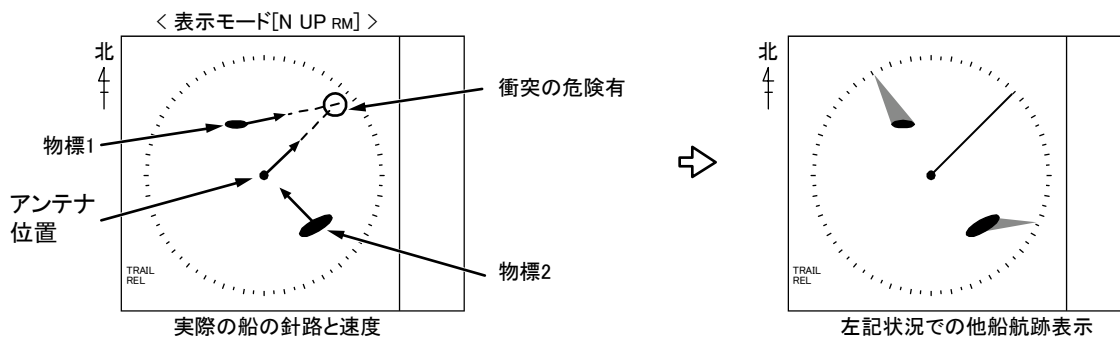 < 表示モード[N UP RM] >
北
衝突の危険有
物標1
アンテナ
位置
物標2
TRAIL
REL
実際の船の針路と速度
北
TRAIL
REL
左記状況での他船航跡表示